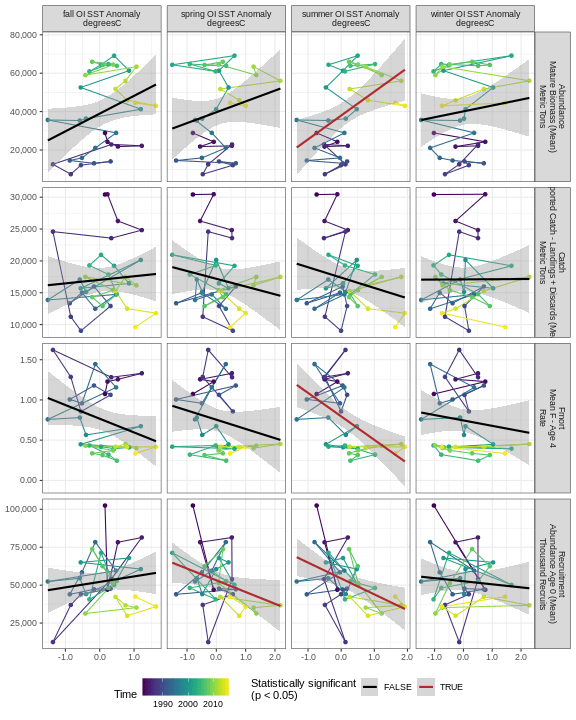 fall OI SST Anomaly
degreesC
spring OI SST Anomaly
degreesC
summer OI SST Anomaly
degreesC
winter OI SST Anomaly
degreesC
80,000
60,000
40,000
20,000
Abundance
Mature Biomass (Mean)
Metric Tons
30,000
25,000
20,000
15,000
10,000
Catch
Catch - Landings + Discards
Metric Tons
1.50
1.00
0.50
0.00
Fmort
Mean F - Age 4
Rate
100,000
75,000
50,000
25,000
Recruitment
Abundance Age 0 (Mean)
Thousand Recruits
-1.0 0.0 1.0
-1.0 0.0 1.0 2.0
-1.0 0.0 1.0 2.0
-1.0 0.0 1.0 2.0
Time
1990 2000 2010
Statistically significant
(p < 0.05)
FALSE
TRUE